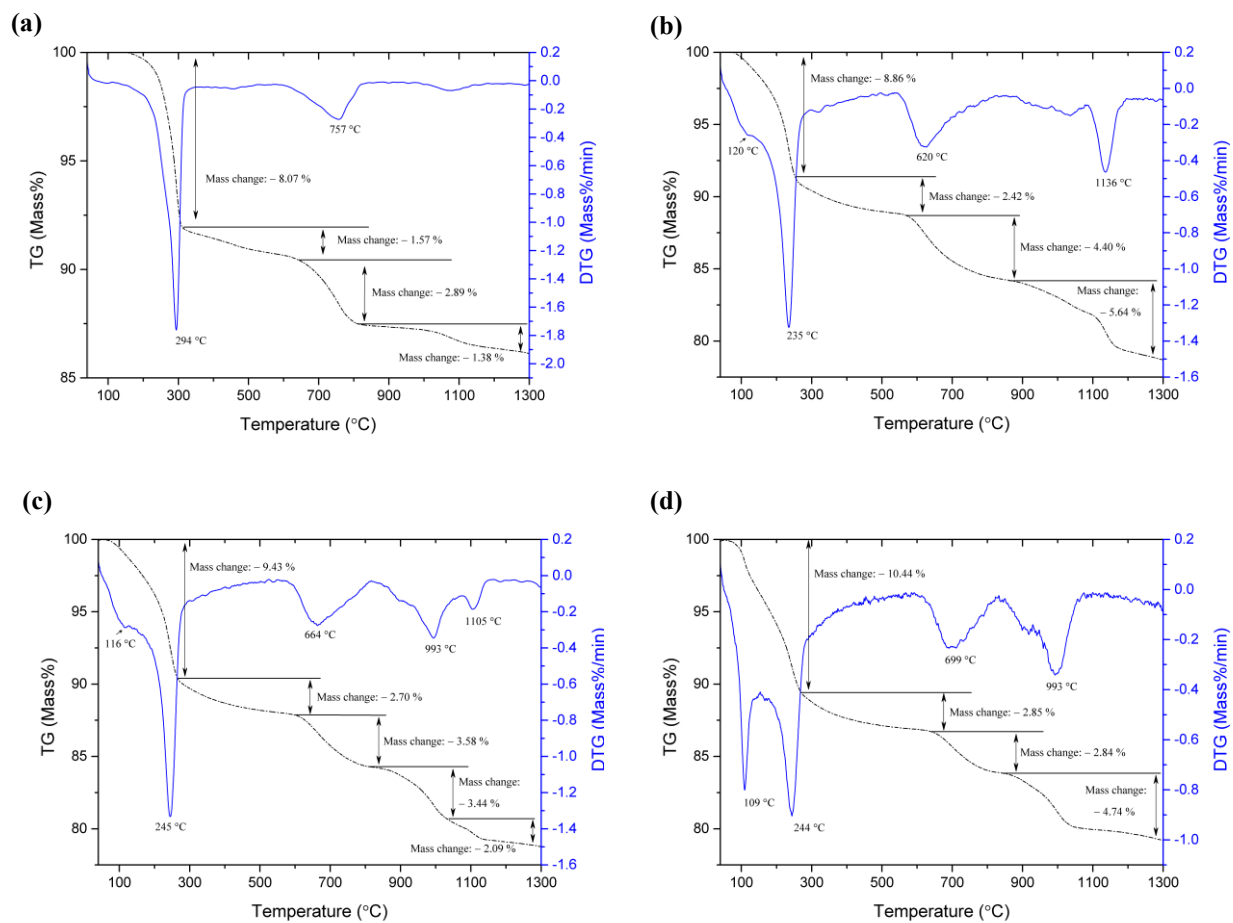 (a)
100
95
90
85
TG (Mass%)
100 300 500 700 900 1100 1300
Temperature (°C)
0.2
0.0
-0.2
-0.4
-0.6
-0.8
-1.0
-1.2
-1.4
-1.6
-1.8
-2.0
DTG (Mass%/min)
757 °C
Mass change: – 8.07 %
Mass change: – 1.57 %
Mass change: – 2.89 %
Mass change: – 1.38 %
294 °C
(b)
100
95
90
85
80
TG (Mass%)
100 300 500 700 900 1100 1300
Temperature (°C)
0.2
0.0
-0.2
-0.4
-0.6
-0.8
-1.0
-1.2
-1.4
-1.6
DTG (Mass%/min)
Mass change: – 8.86 %
120 °C
620 °C
1136 °C
Mass change: – 2.42 %
Mass change: – 4.40 %
Mass change:
– 5.64 %
235 °C
(c)
100
95
90
85
80
TG (Mass%)
100 300 500 700 900 1100 1300
Temperature (°C)
0.2
0.0
-0.2
-0.4
-0.6
-0.8
-1.0
-1.2
-1.4
-1.6
DTG (Mass%/min)
Mass change: – 9.43 %
116 °C
664 °C
993 °C
1105 °C
Mass change: – 2.70 %
Mass change: – 3.58 %
Mass change:
– 3.44 %
Mass change: – 2.09 %
245 °C
(d)
100
95
90
85
80
TG (Mass%)
100 300 500 700 900 1100 1300
Temperature (°C)
0.2
0.0
-0.2
-0.4
-0.6
-0.8
-1.0
DTG (Mass%/min)
Mass change: – 10.44 %
699 °C
993 °C
Mass change: – 2.85 %
Mass change: – 2.84 %
Mass change:
– 4.74 %
109 °C
244 °C